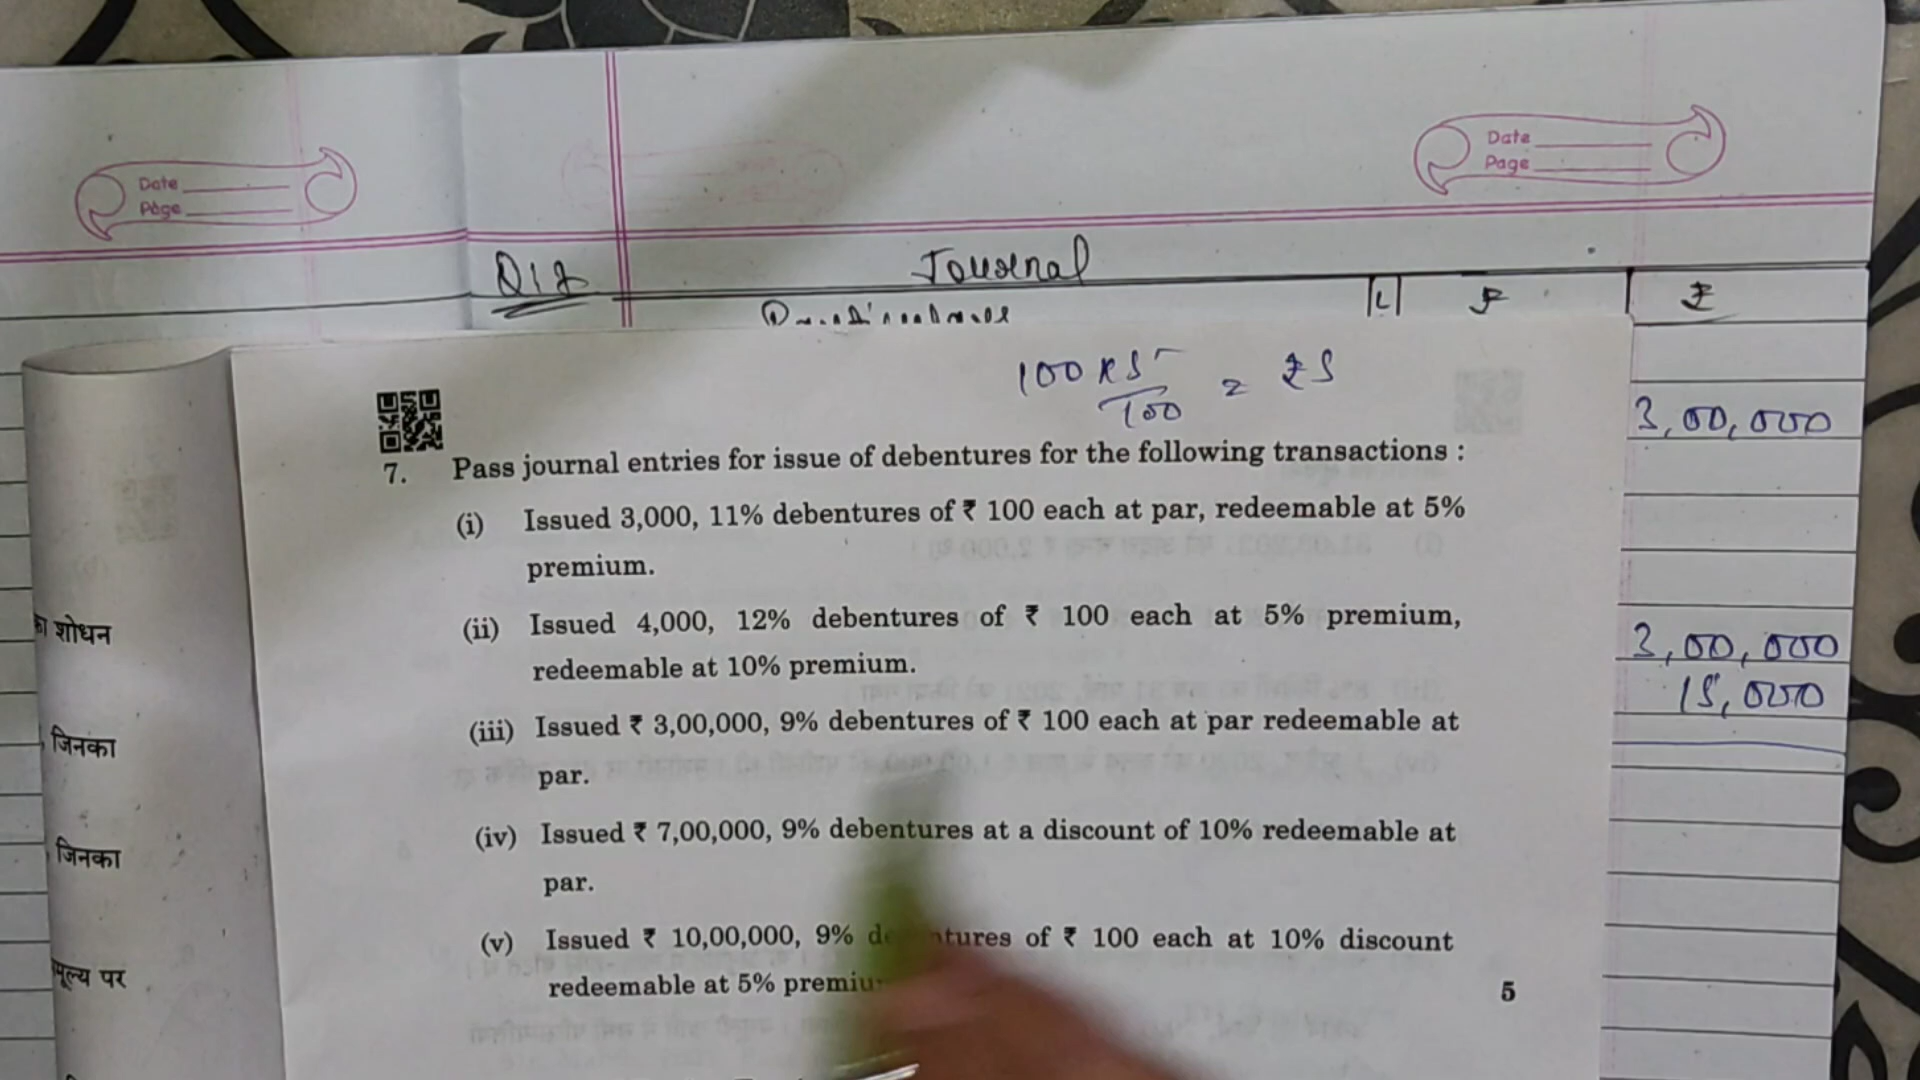 Date
Page
Date
Page
Journal
L ₹ ₹
3,00,000
3,00,000
15,000
100 x 5 / 100 = ₹5
7. Pass journal entries for issue of debentures for the following transactions :
(i) Issued 3,000, 11% debentures of ₹ 100 each at par, redeemable at 5%
premium.
(ii) Issued 4,000, 12% debentures of ₹ 100 each at 5% premium,
redeemable at 10% premium.
(iii) Issued ₹ 3,00,000, 9% debentures of ₹ 100 each at par redeemable at
par.
(iv) Issued ₹ 7,00,000, 9% debentures at a discount of 10% redeemable at
par.
(v) Issued ₹ 10,00,000, 9% of ₹ 100 each at 10% discount
redeemable at 5%
5
शोधन
जिनका
जिनका
मूल्य पर